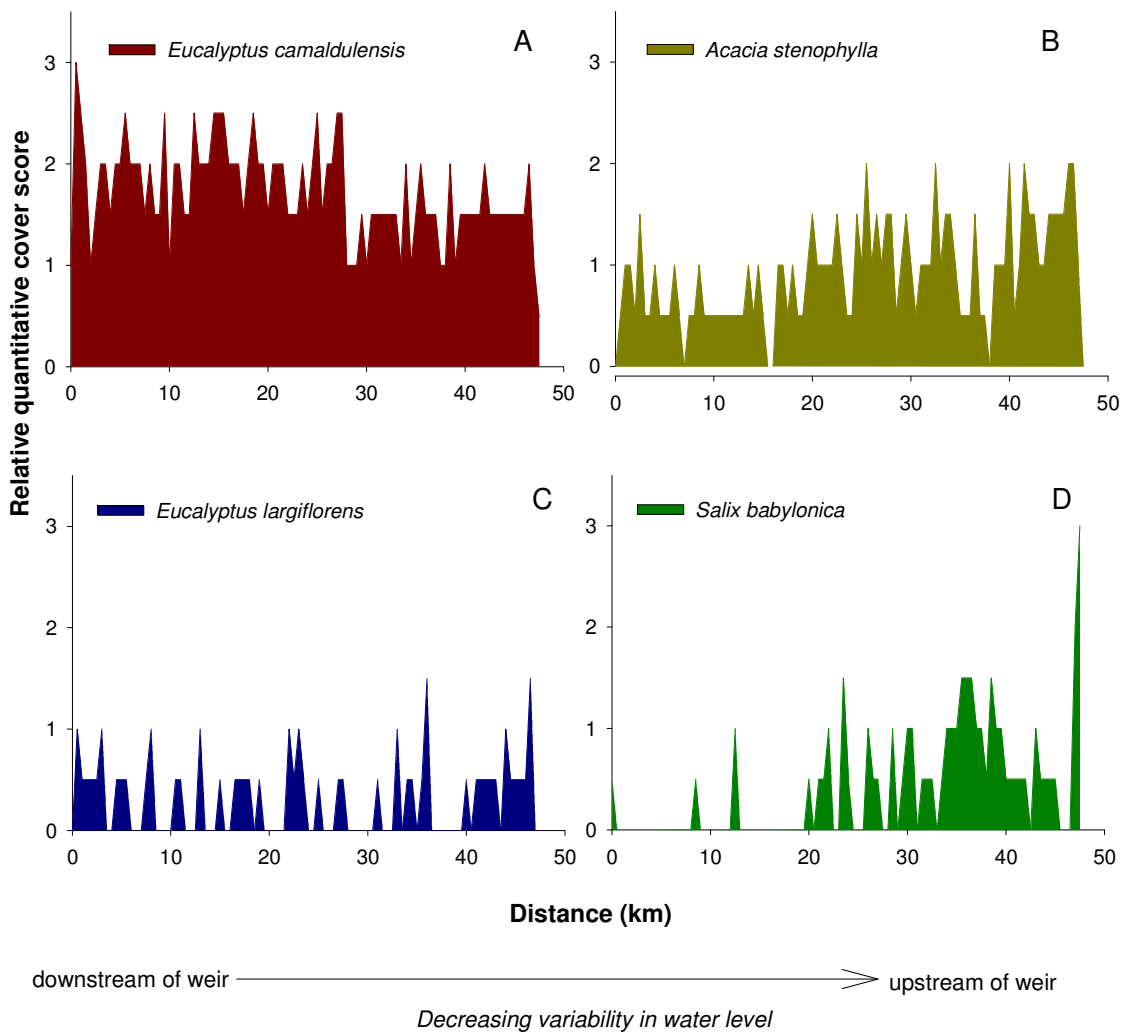 Relative quantitative cover score
Eucalyptus camaldulensis
A
3
2
1
0
0 10 20 30 40 50
Acacia stenophylla
B
3
2
1
0
0 10 20 30 40 50
Eucalyptus largiflorens
C
3
2
1
0
0 10 20 30 40 50
Salix babylonica
D
3
2
1
0
0 10 20 30 40 50
Distance (km)
downstream of weir
upstream of weir
Decreasing variability in water level